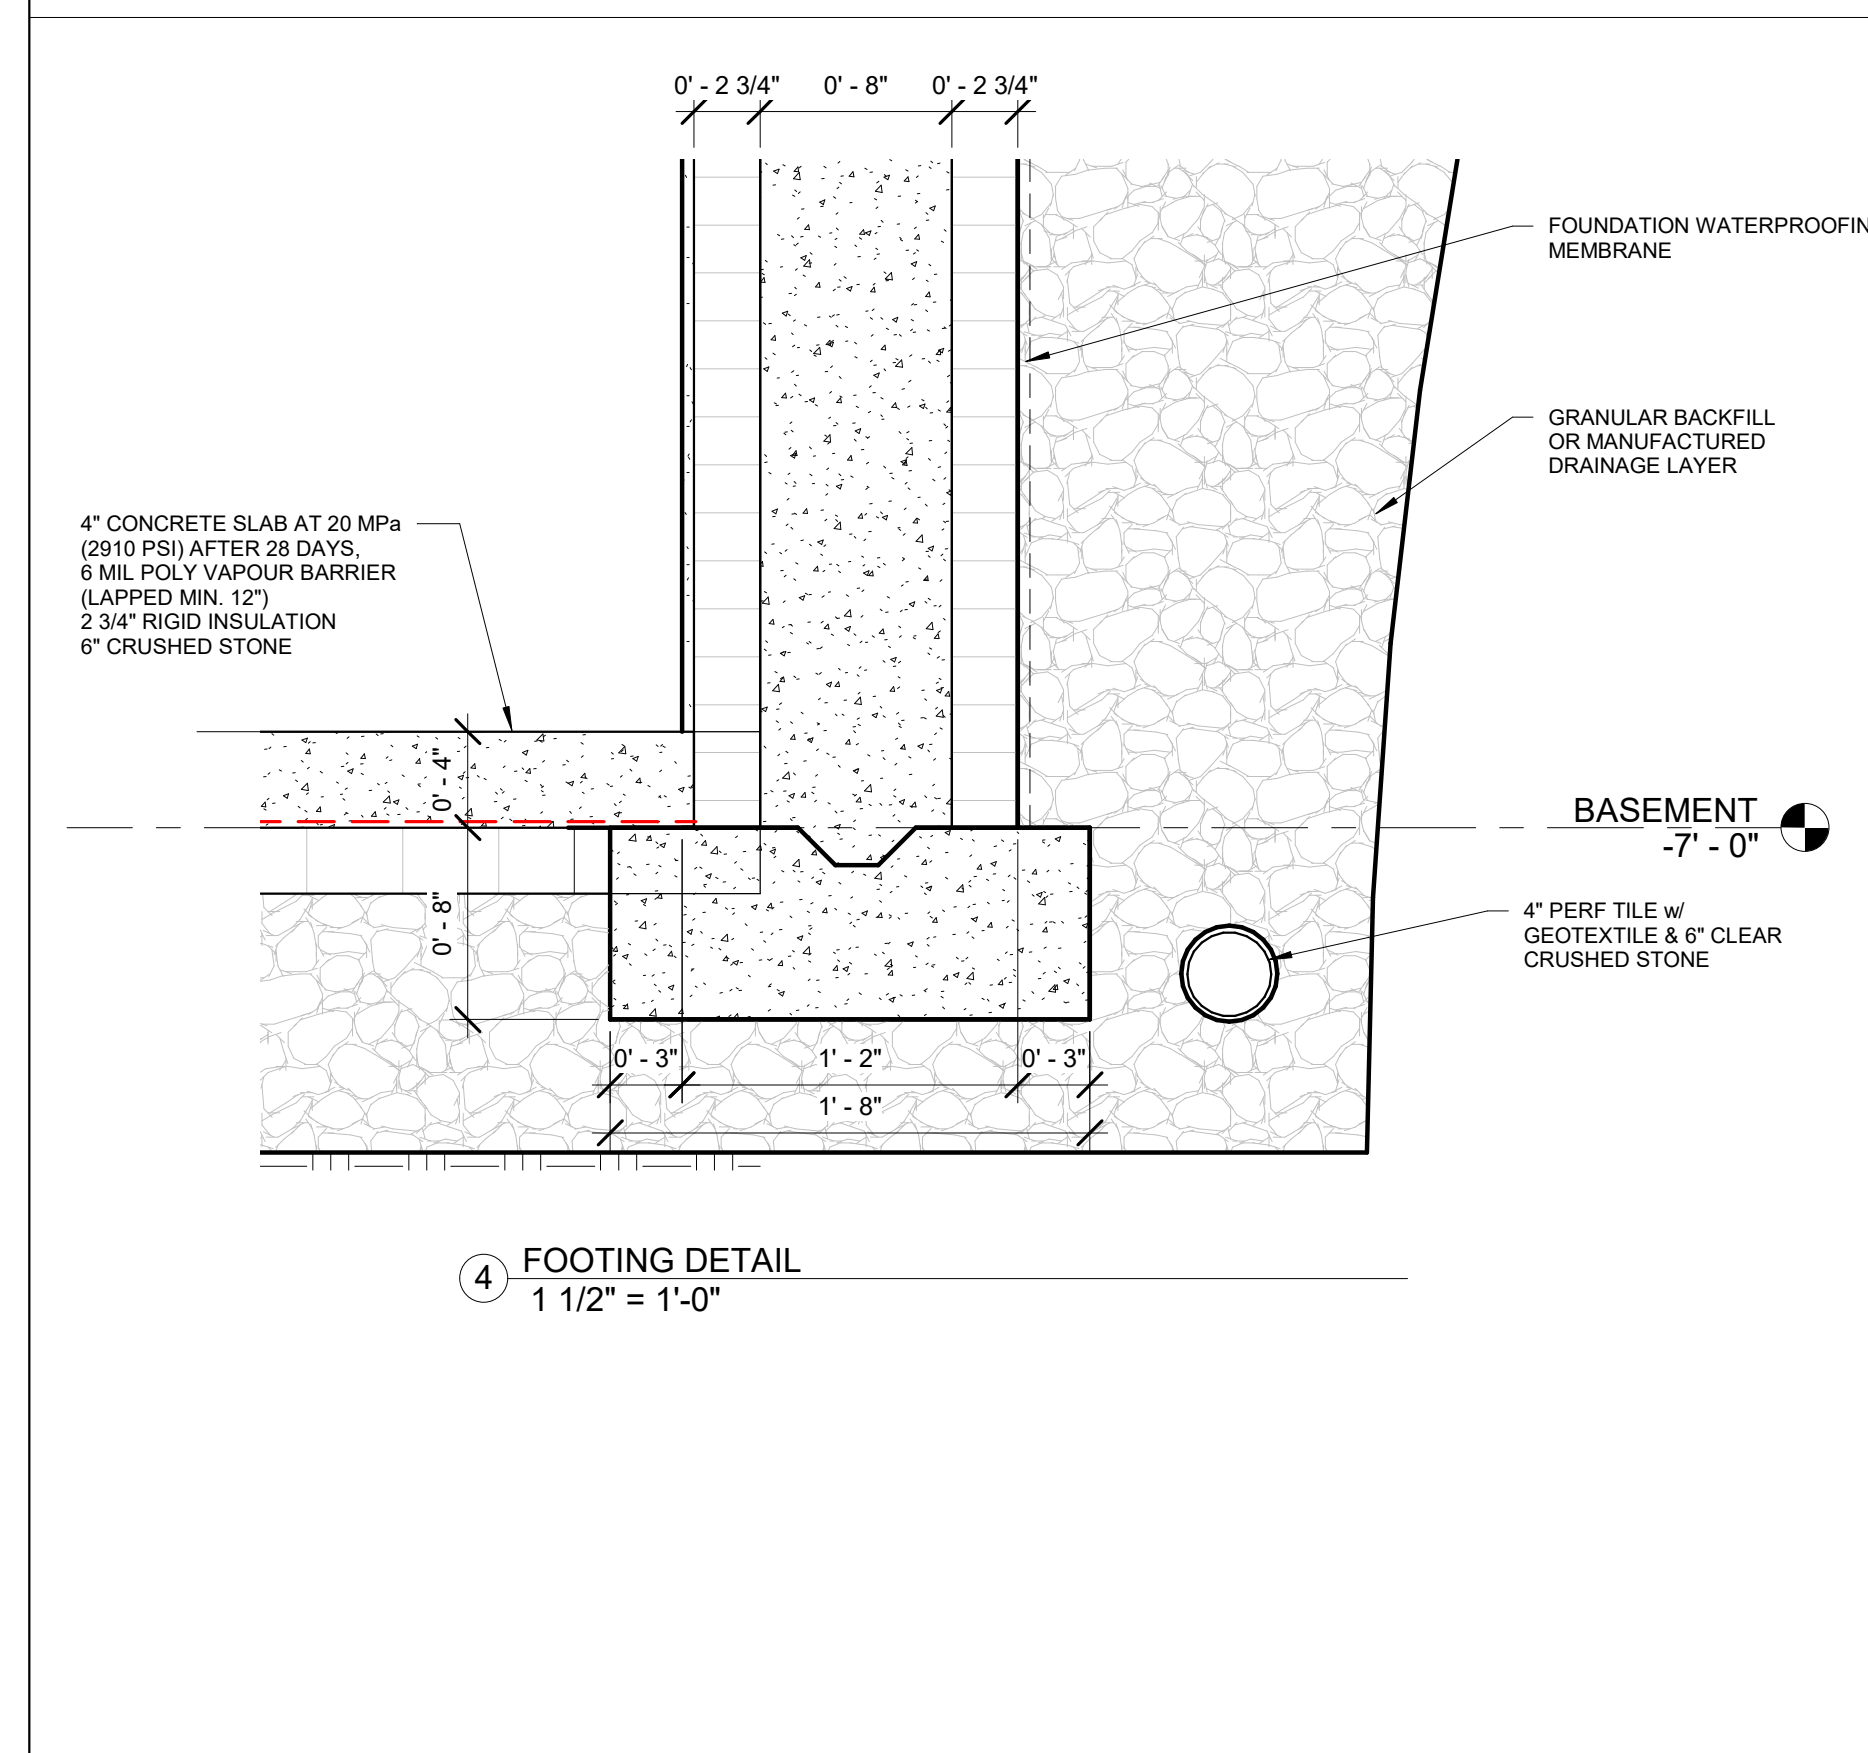 0' - 2 3/4" 0' - 8" 0' - 2 3/4"
FOUNDATION WATERPROOFIN
MEMBRANE
GRANULAR BACKFILL
OR MANUFACTURED
DRAINAGE LAYER
4" CONCRETE SLAB AT 20 MPa
(2910 PSI) AFTER 28 DAYS,
6 MIL POLY VAPOUR BARRIER
(LAPPED MIN. 12")
2 3/4" RIGID INSULATION
6" CRUSHED STONE
0' - 4"
BASEMENT
-7' - 0"
0' - 8"
4" PERF TILE w/
GEOTEXTILE & 6" CLEAR
CRUSHED STONE
0' - 3" 1' - 2" 0' - 3"
1' - 8"
4 FOOTING DETAIL
1 1/2" = 1'-0"